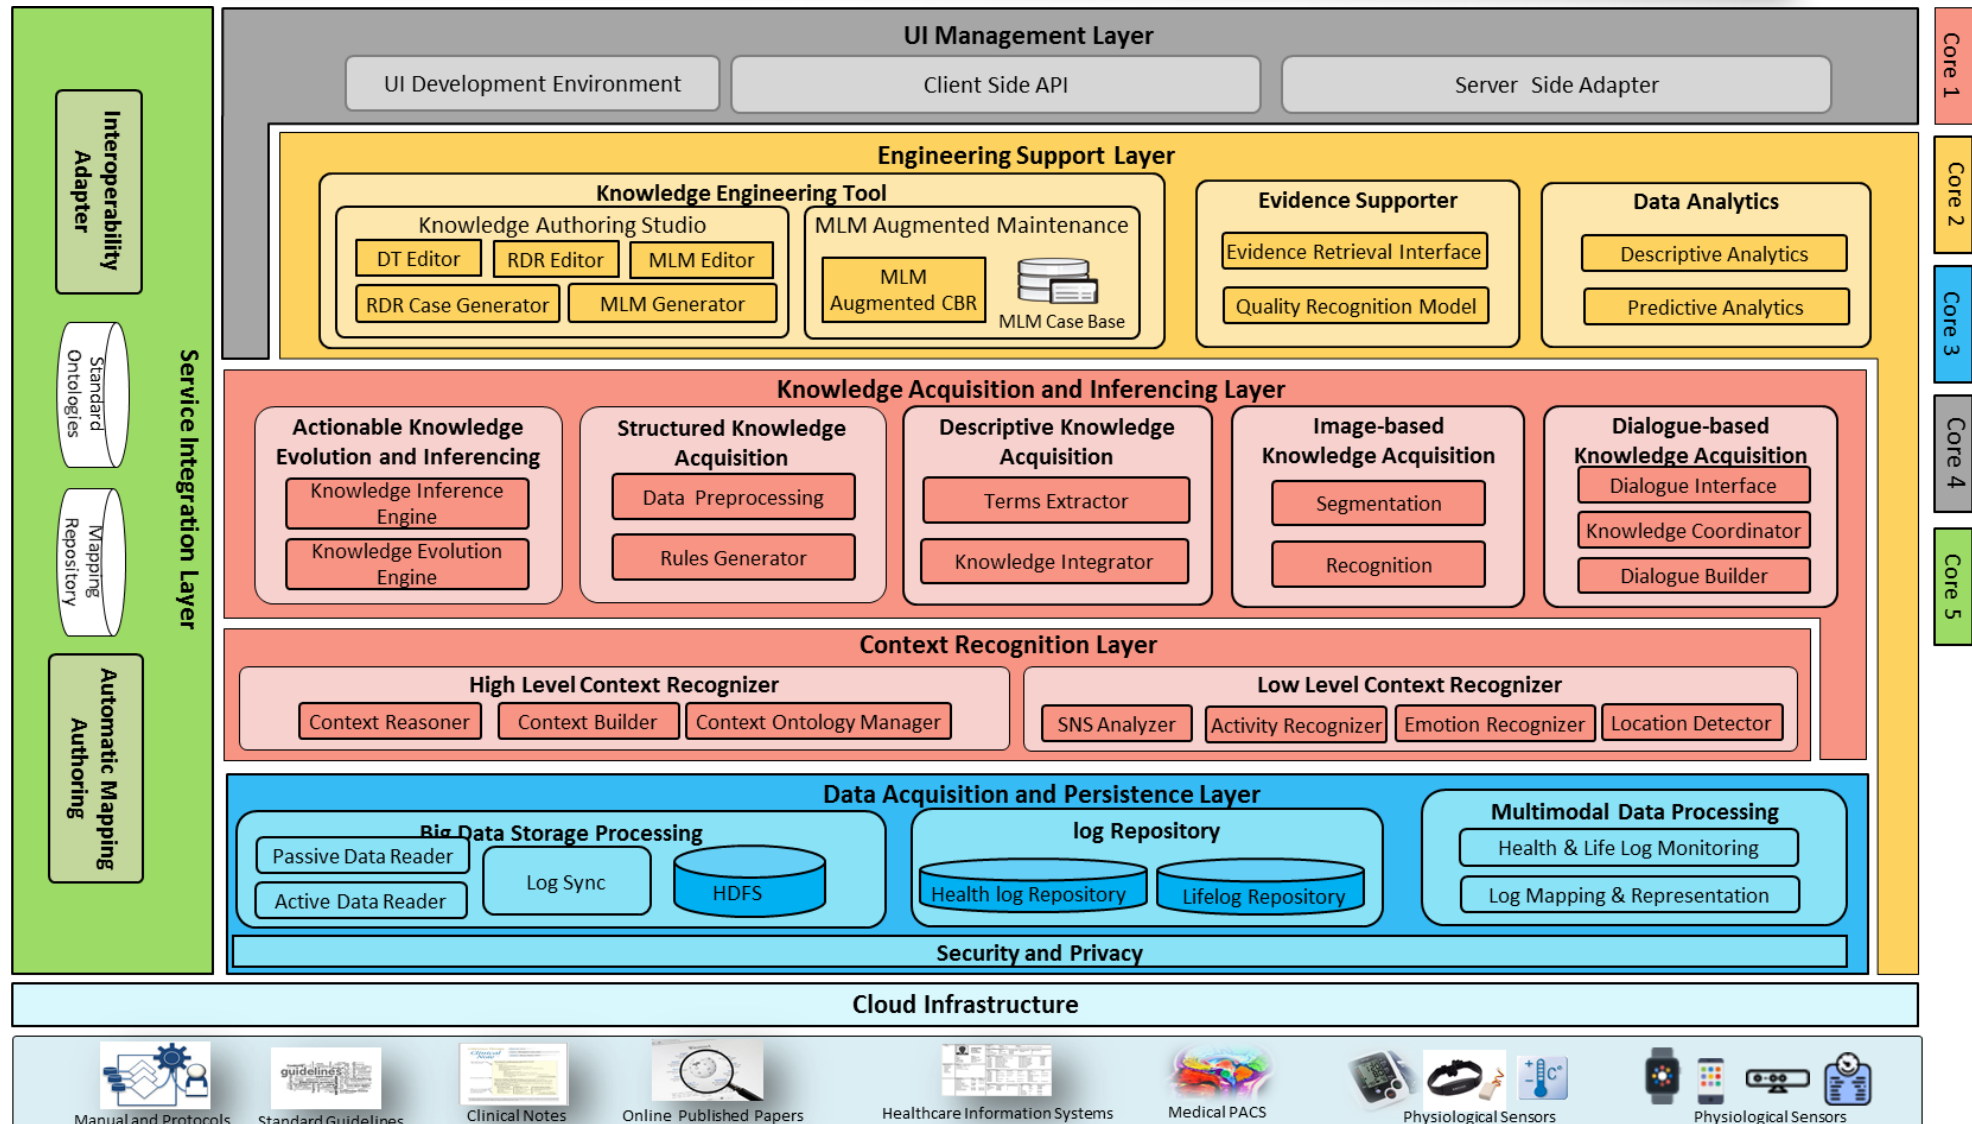 UI Management Layer
UI Development Environment
Client Side API
Server Side Adapter
Core 1
Core 2
Core 3
Core 4
Core 5
Service Integration Layer
Interoperability
Adapter
Standard
Ontologies
Mapping
Repository
Automatic Mapping
Authoring
Engineering Support Layer
Knowledge Engineering Tool
Knowledge Authoring Studio
DT Editor
RDR Editor
MLM Editor
RDR Case Generator
MLM Generator
MLM Augmented Maintenance
MLM
Augmented CBR
MLM Case Base
Evidence Supporter
Evidence Retrieval Interface
Quality Recognition Model
Data Analytics
Descriptive Analytics
Predictive Analytics
Knowledge Acquisition and Inferencing Layer
Actionable Knowledge
Evolution and Inferencing
Knowledge Inference
Engine
Knowledge Evolution
Engine
Structured Knowledge
Acquisition
Data Preprocessing
Rules Generator
Descriptive Knowledge
Acquisition
Terms Extractor
Knowledge Integrator
Image-based
Knowledge Acquisition
Segmentation
Recognition
Dialogue-based
Knowledge Acquisition
Dialogue Interface
Knowledge Coordinator
Dialogue Builder
Context Recognition Layer
High Level Context Recognizer
Context Reasoner
Context Builder
Context Ontology Manager
Low Level Context Recognizer
SNS Analyzer
Activity Recognizer
Emotion Recognizer
Location Detector
Data Acquisition and Persistence Layer
Big Data Storage Processing
Passive Data Reader
Active Data Reader
Log Sync
HDFS
log Repository
Health log Repository
Lifelog Repository
Multimodal Data Processing
Health & Life Log Monitoring
Log Mapping & Representation
Security and Privacy
Cloud Infrastructure
guidelines
Clinical
Note
Manual and Protocols
Standard Guidelines
Clinical Notes
Online Published Papers
Healthcare Information Systems
Medical PACS
Physiological Sensors
Physiological Sensors